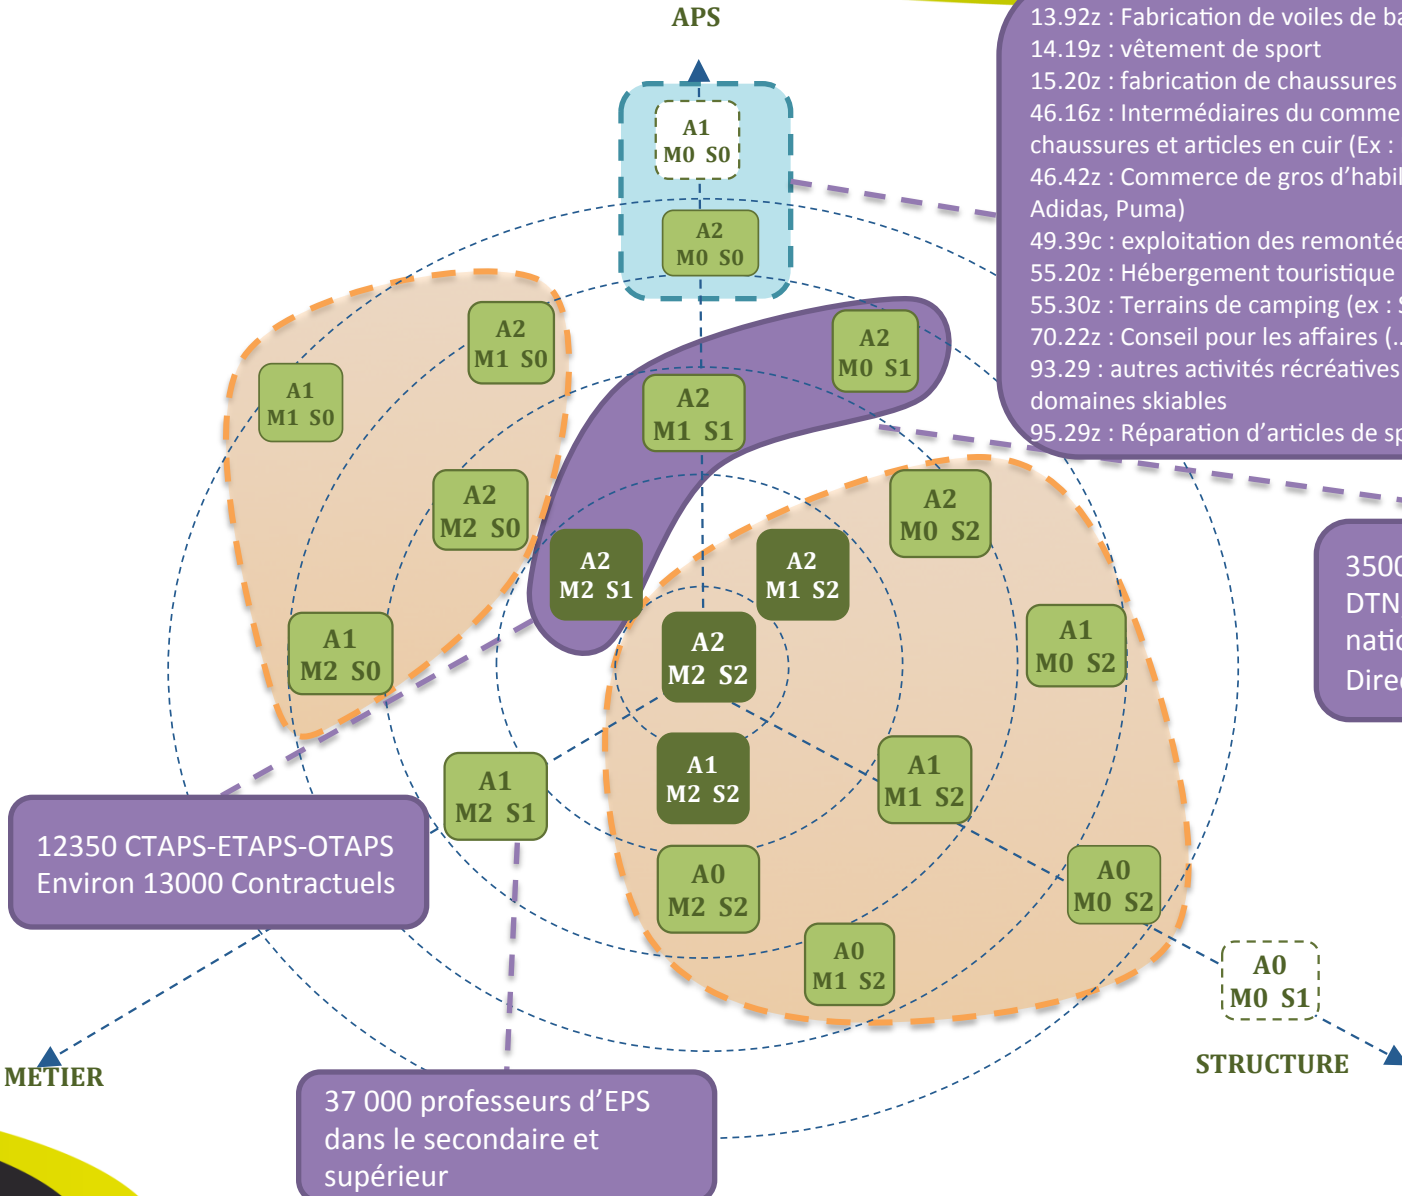 APS
13.92z : Fabrication de voiles de
14.19z : vêtement de sport
15.20z : fabrication de chaussures
46.16z : Intermédiaires du
chaussures et articles en cuir (Ex :
46.42z : Commerce de gros
Adidas, Puma)
49.39c : exploitation des
55.20z : Hébergement touristique
55.30z : Terrains de camping (ex :
70.22z : Conseil pour les affaires
93.29 : autres activités récréatives
domaines skiables
95.29z : Réparation d'articles de
A1
M0 S0
A2
M0 S0
A2
M1 S0
A2
M0 S1
A1
M1 S0
A2
M1 S1
A2
M2 S0
A2
M0 S2
A2
M2 S1
A2
M1 S2
3500
DTN
A1
M2 S0
A2
M2 S2
A1
M0 S2
A1
M2 S1
A1
M2 S2
A1
M1 S2
12350 CTAPS-ETAPS-OTAPS
Environ 13000 Contractuels
A0
M2 S2
A0
M0 S2
A0
M1 S2
A0
M0 S1
METIER
STRUCTURE
37 000 professeurs d'EPS
dans le secondaire et
supérieur